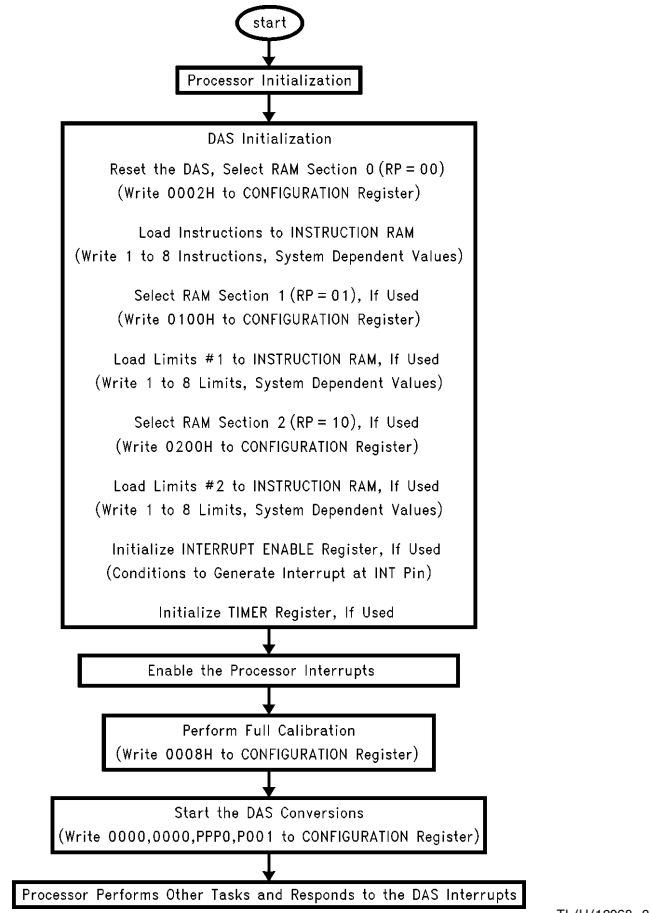 start
Processor Initialization
DAS Initialization
Reset the DAS, Select RAM Section 0 (RP = 00)
(Write 0002H to CONFIGURATION Register)
Load Instructions to INSTRUCTION RAM
(Write 1 to 8 Instructions, System Dependent Values)
Select RAM Section 1 (RP = 01), If Used
(Write 0100H to CONFIGURATION Register)
Load Limits #1 to INSTRUCTION RAM, If Used
(Write 1 to 8 Limits, System Dependent Values)
Select RAM Section 2 (RP = 10), If Used
(Write 0200H to CONFIGURATION Register)
Load Limits #2 to INSTRUCTION RAM, If Used
(Write 1 to 8 Limits, System Dependent Values)
Initialize INTERRUPT ENABLE Register, If Used
(Conditions to Generate Interrupt at INT Pin)
Initialize TIMER Register, If Used
Enable the Processor Interrupts
Perform Full Calibration
(Write 0008H to CONFIGURATION Register)
Start the DAS Conversions
(Write 0000,0000,PPP0,P001 to CONFIGURATION Register)
Processor Performs Other Tasks and Responds to the DAS Interrupts